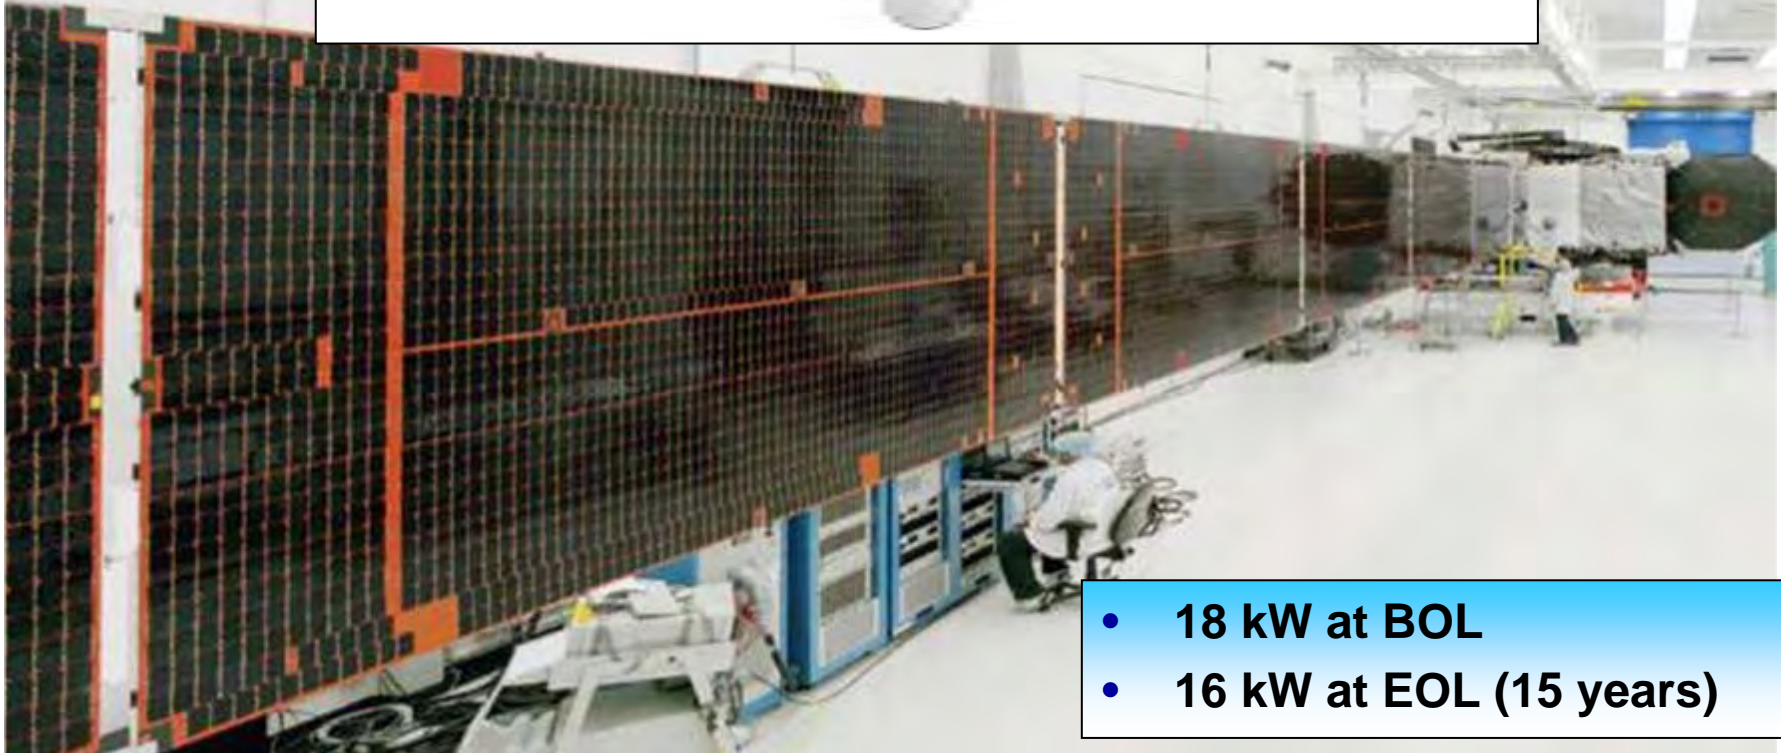 • 18 kW at BOL
• 16 kW at EOL (15 years)